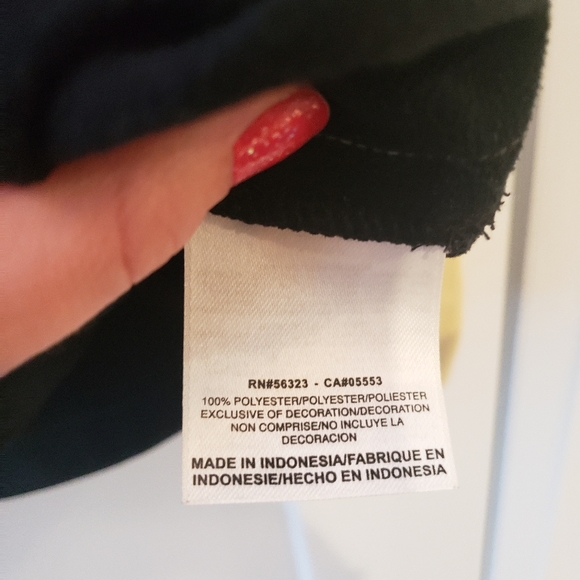 RN#56323 - CA#05553
100% POLYESTER/POLYESTER/POLIESTER
EXCLUSIVE OF DECORATION/DECORATION
NON COMPRISE/NO INCLUYE LA
DECORACION
MADE IN INDONESIA/FABRIQUE EN
INDONESIE/HECHO EN INDONESIA